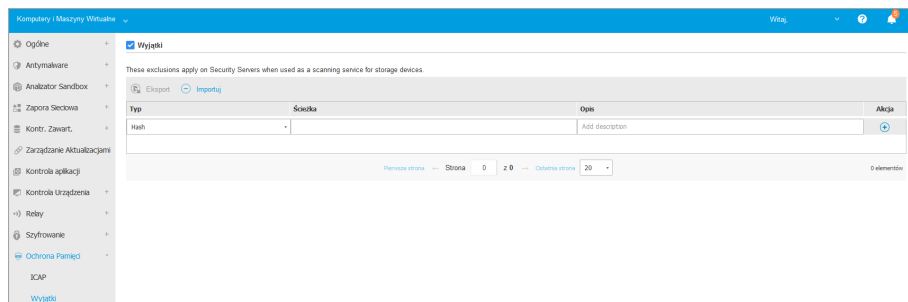 Komputery i Maszyny Wirtualne
Witaj,
Ogólne +
Wyjątki
Antymalware +
These exclusions apply on Security Servers when used as a scanning service for storage devices.
Analizator Sandbox +
Eksport Importuj
Zapora Sieciowa +
Typ Ścieżka Opis Akcja
Kontr. Zawart. +
Hash Add description
Zarządzanie Aktualizacjami
Kontrola aplikacji
Pierwsza strona ← Strona 0 z 0 → Ostatnia strona 20 0 elementów
Kontrola Urządzenia +
Relay +
Szyfrowanie +
Ochrona Pamięci -
ICAP
Wyjątki